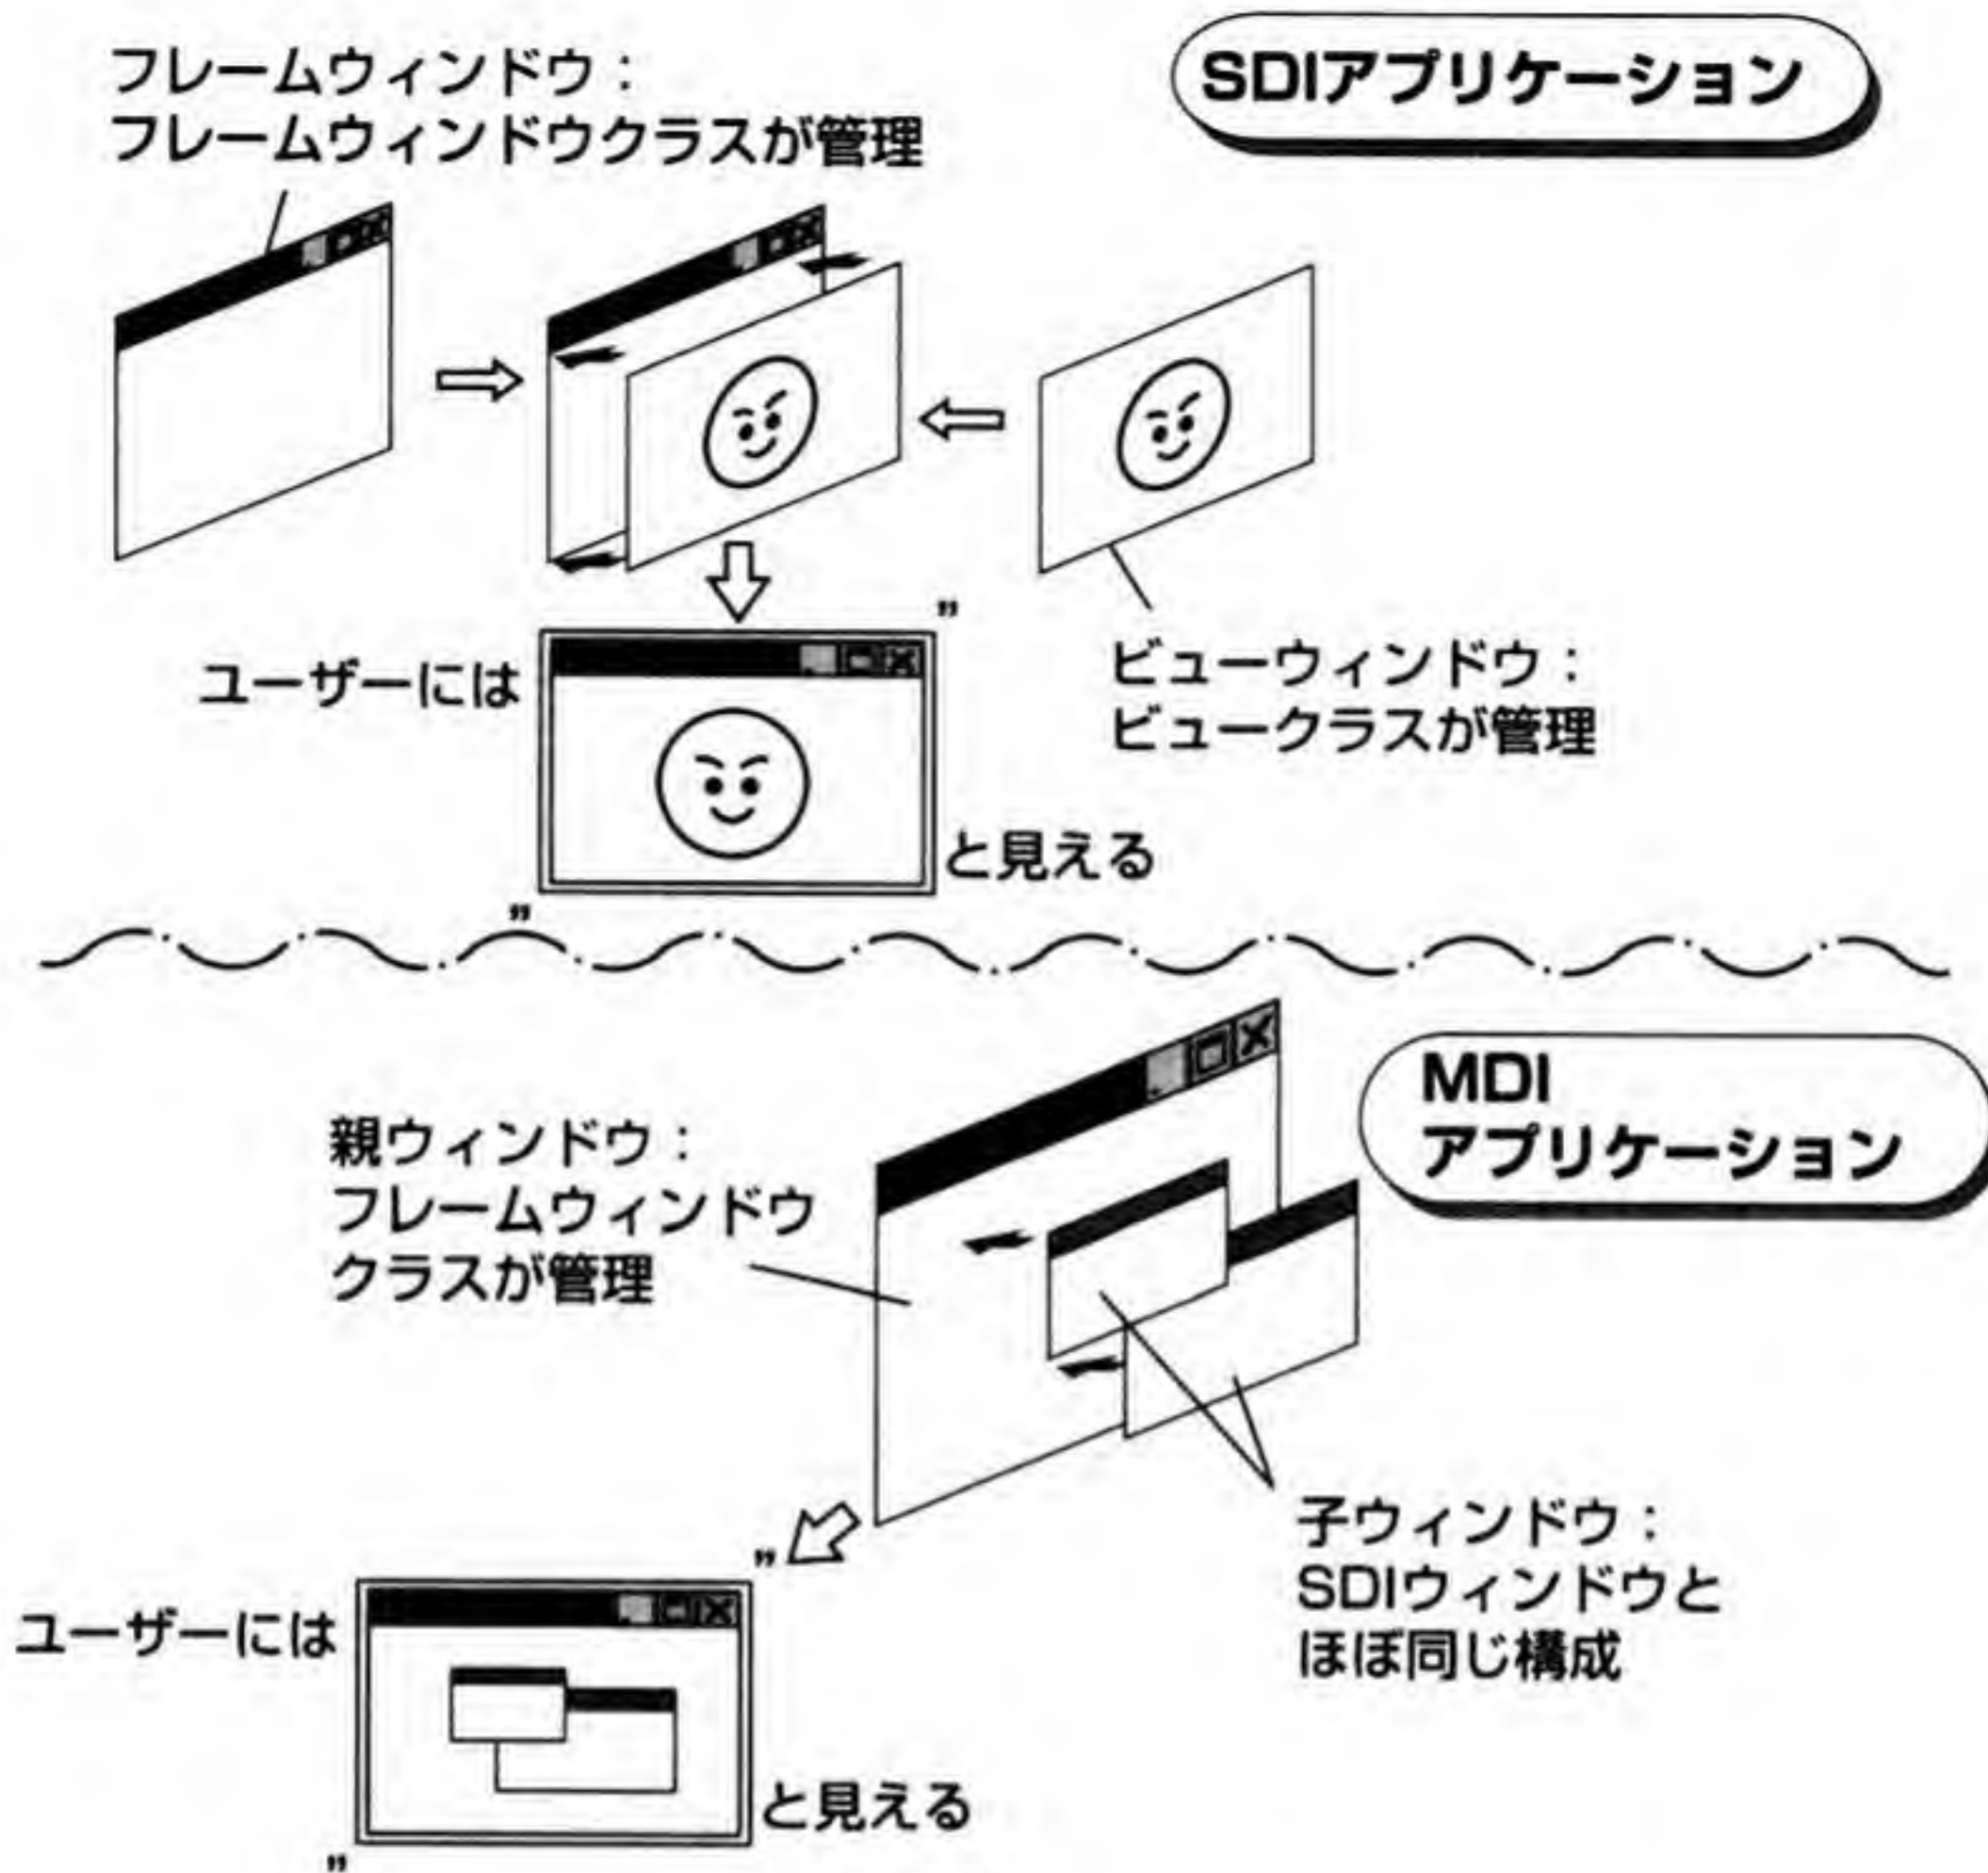 SDIアプリケーション
フレームウィンドウ：
フレームウィンドウクラスが管理
ユーザーには
”
”
と見える
ビューウィンドウ：
ビュークラスが管理
MDI
アプリケーション
親ウィンドウ：
フレームウィンドウ
クラスが管理
子ウィンドウ：
SDIウィンドウと
ほぼ同じ構成
ユーザーには
”
”
と見える